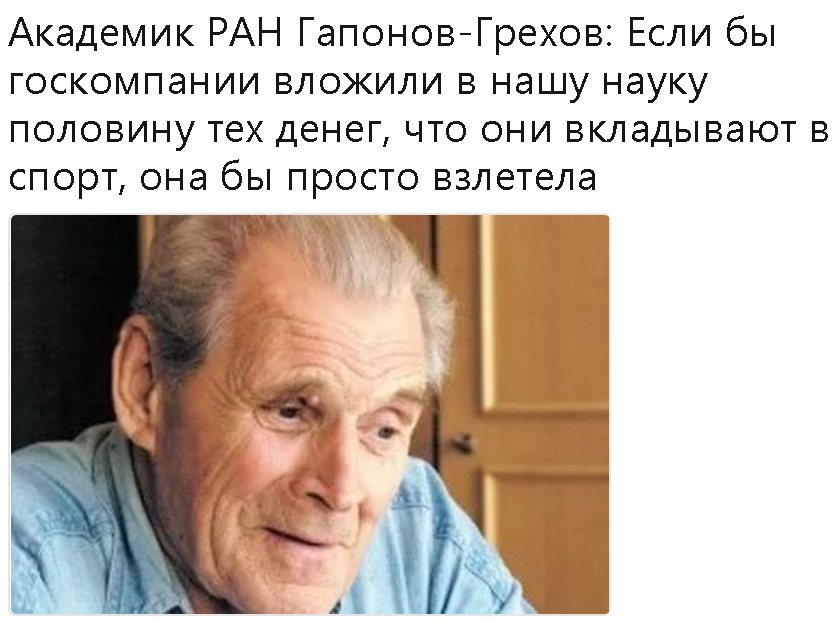 Академик РАН Гапонов-Грехов: Если бы
госкомпании вложили в нашу науку
половину тех денег, что они вкладывают в
спорт, она бы просто взлетела